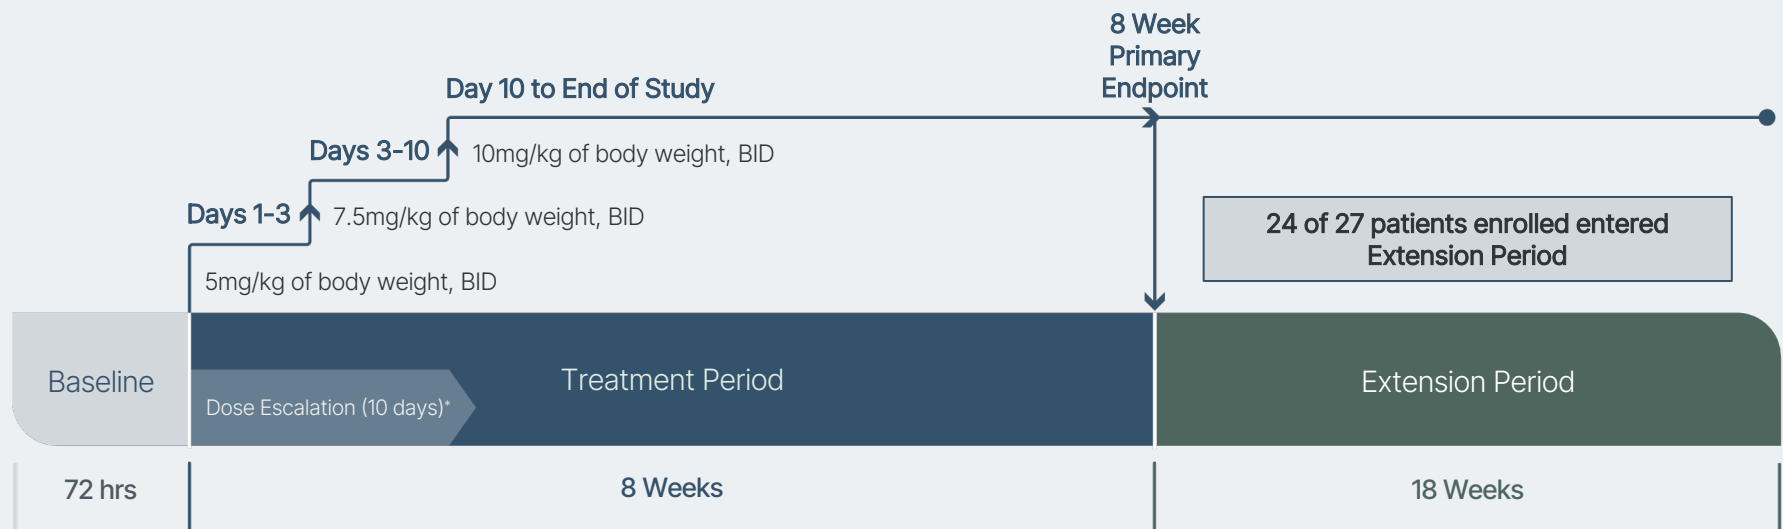 8 Week
Primary
Endpoint
Day 10 to End of Study
Days 3-10
10mg/kg of body weight, BID
Days 1-3
7.5mg/kg of body weight, BID
24 of 27 patients enrolled entered
Extension Period
5mg/kg of body weight, BID
Baseline
Treatment Period
Extension Period
Dose Escalation (10 days)*
72 hrs
8 Weeks
18 Weeks